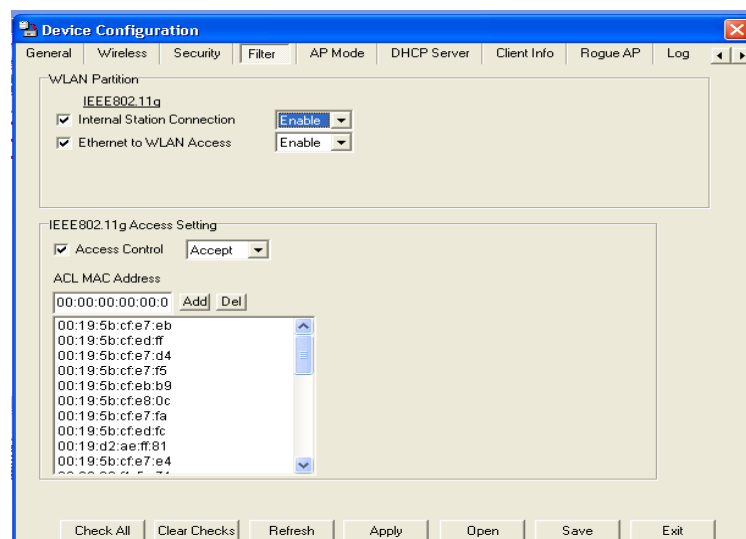 Device Configuration
General Wireless Security Filter AP Mode DHCP Server Client Info Rogue AP Log
WLAN Partition
IEEE802.11g
Internal Station Connection Enable
Ethernet to WLAN Access Enable
IEEE802.11g Access Setting
Access Control Accept
ACL MAC Address
00:00:00:00:00:0 Add Del
00:19:5b:cf:e7:eb
00:19:5b:cf:ed:ff
00:19:5b:cf:e7:d4
00:19:5b:cf:e7:f5
00:19:5b:cf:eb:b9
00:19:5b:cf:e8:0c
00:19:5b:cf:e7:fa
00:19:5b:cf:ed:fc
00:19:d2:ae:ff:81
00:19:5b:cf:e7:e4
Check All Clear Checks Refresh Apply Open Save Exit